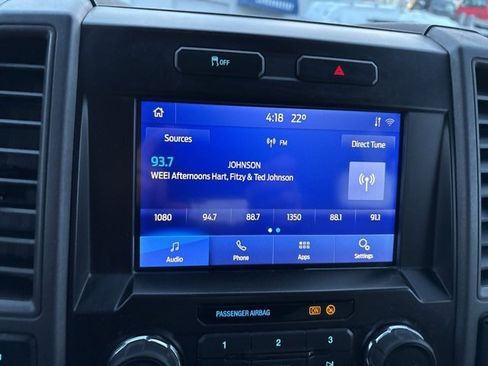 OFF
4:18 22°
Sources
FM
Direct Tune
93.7
JOHNSON
WEEI Afternoons Hart, Fitzy & Ted Johnson
1080 94.7 88.7 1350 88.1 91.1
Audio Phone Apps Settings
PASSENGER AIRBAG ON
1 2 3